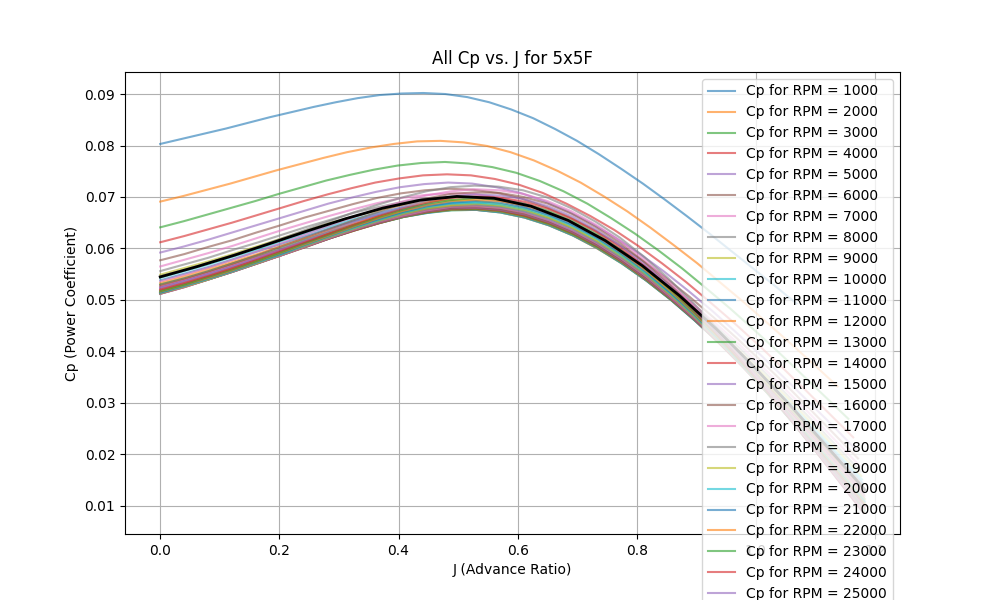 All Cp vs. J for 5x5F
Cp (Power Coefficient)
0.09
0.08
0.07
0.06
0.05
0.04
0.03
0.02
0.01
0.0
0.2
0.4
0.6
0.8
J (Advance Ratio)
Cp for RPM = 1000
Cp for RPM = 2000
Cp for RPM = 3000
Cp for RPM = 4000
Cp for RPM = 5000
Cp for RPM = 6000
Cp for RPM = 7000
Cp for RPM = 8000
Cp for RPM = 9000
Cp for RPM = 10000
Cp for RPM = 11000
Cp for RPM = 12000
Cp for RPM = 13000
Cp for RPM = 14000
Cp for RPM = 15000
Cp for RPM = 16000
Cp for RPM = 17000
Cp for RPM = 18000
Cp for RPM = 19000
Cp for RPM = 20000
Cp for RPM = 21000
Cp for RPM = 22000
Cp for RPM = 23000
Cp for RPM = 24000
Cp for RPM = 25000